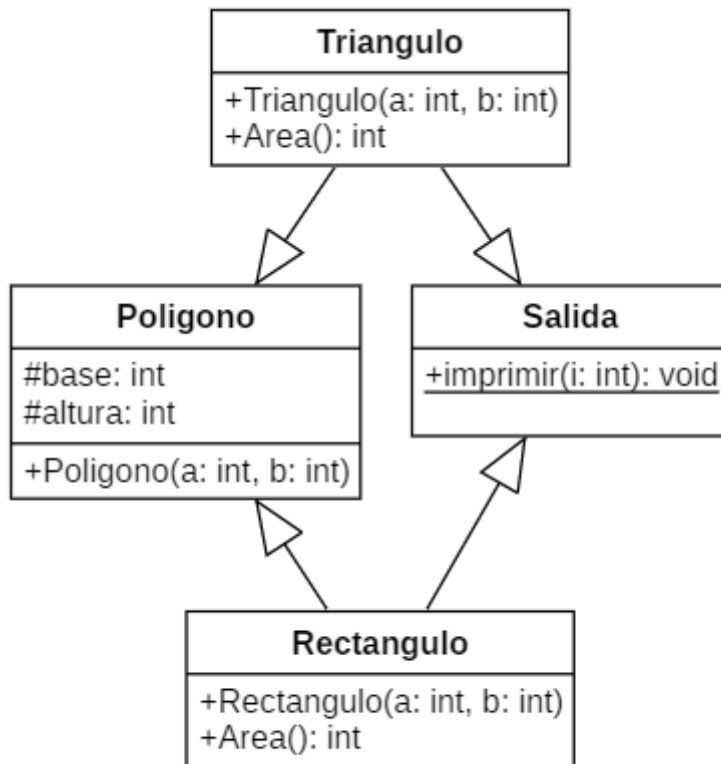 Triangulo
+Triangulo(a: int, b: int)
+Area(): int
Poligono
#base: int
#altura: int
+Poligono(a: int, b: int)
Salida
+imprimir(i: int): void
Rectangulo
+Rectangulo(a: int, b: int)
+Area(): int